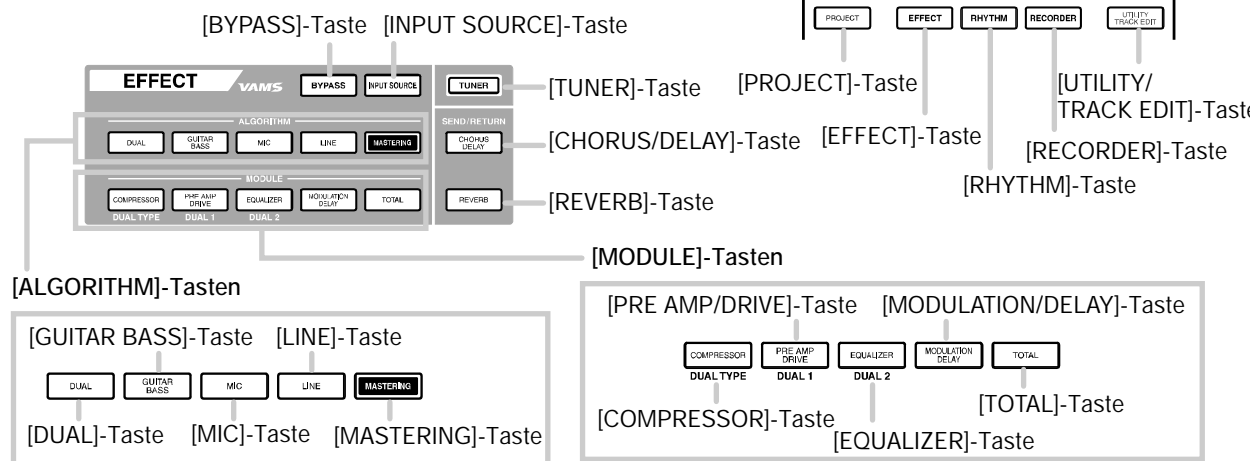 [BYPASS]-Taste [INPUT SOURCE]-Taste
PROJECT EFFECT RHYTHM RECORDER UTILITY TRACK EDIT
EFFECT VAMS BYPASS INPUT SOURCE TUNER
[TUNER]-Taste
[PROJECT]-Taste
[UTILITY/
TRACK EDIT]-Taste
ALGORITHM SEND/RETURN
DUAL GUITAR BASS MIC LINE MASTERING CHOHUS DELAY
[CHORUS/DELAY]-Taste
[EFFECT]-Taste
[RECORDER]-Taste
[RHYTHM]-Taste
MODULE
COMPRESSOR PRE AMP DRIVE EQUALIZER MODULATION DELAY TOTAL REVERB
[REVERB]-Taste
DUAL TYPE DUAL 1 DUAL 2
[MODULE]-Tasten
[ALGORITHM]-Tasten
[GUITAR BASS]-Taste [LINE]-Taste
DUAL GUITAR BASS MIC LINE MASTERING
[DUAL]-Taste [MIC]-Taste [MASTERING]-Taste
[PRE AMP/DRIVE]-Taste [MODULATION/DELAY]-Taste
COMPRESSOR PRE AMP DRIVE EQUALIZER MODULATION DELAY TOTAL
DUAL TYPE DUAL 1 DUAL 2
[COMPRESSOR]-Taste
[TOTAL]-Taste
[EQUALIZER]-Taste